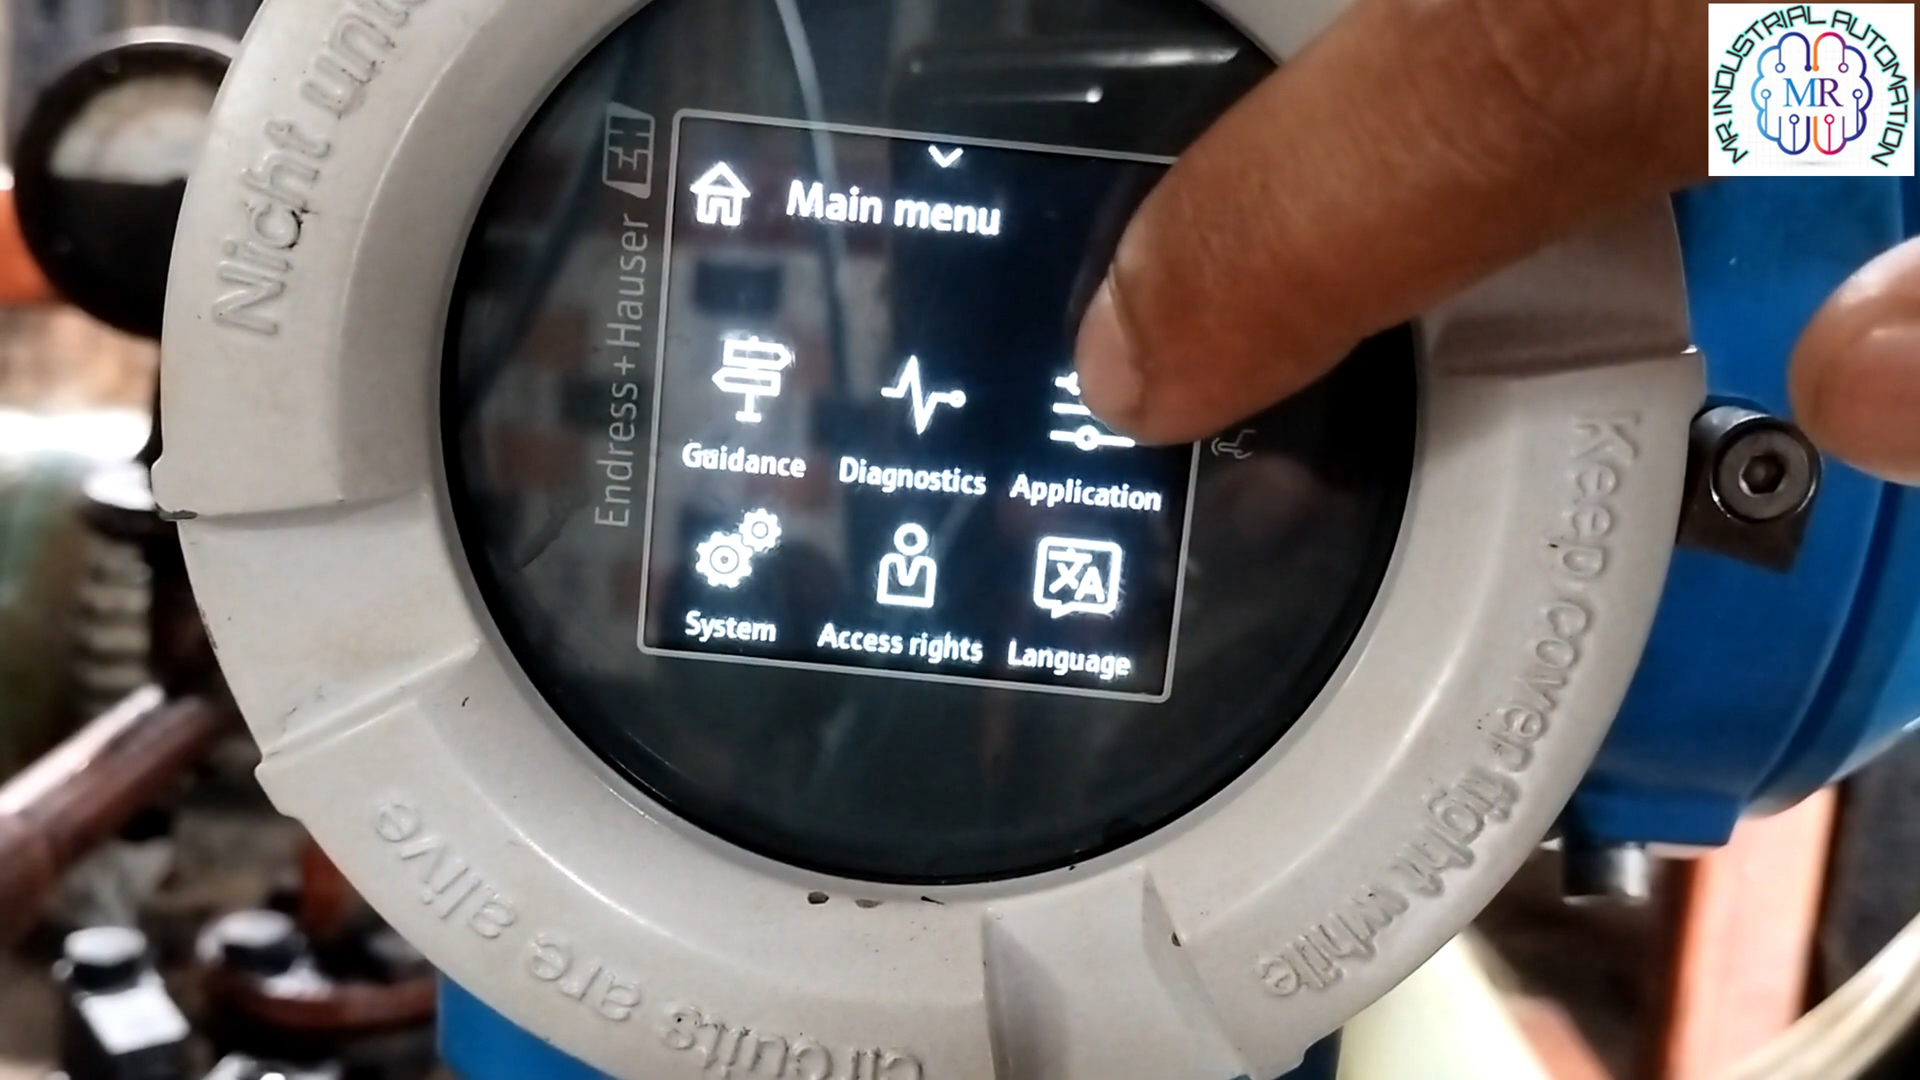 MR INDUSTRIAL AUTOMATION
MR
Nicht
Endress+Hauser
EH
Main menu
Guidance
Diagnostics
Application
System
Access rights
Language
Keep cover tight while
circuits are alive